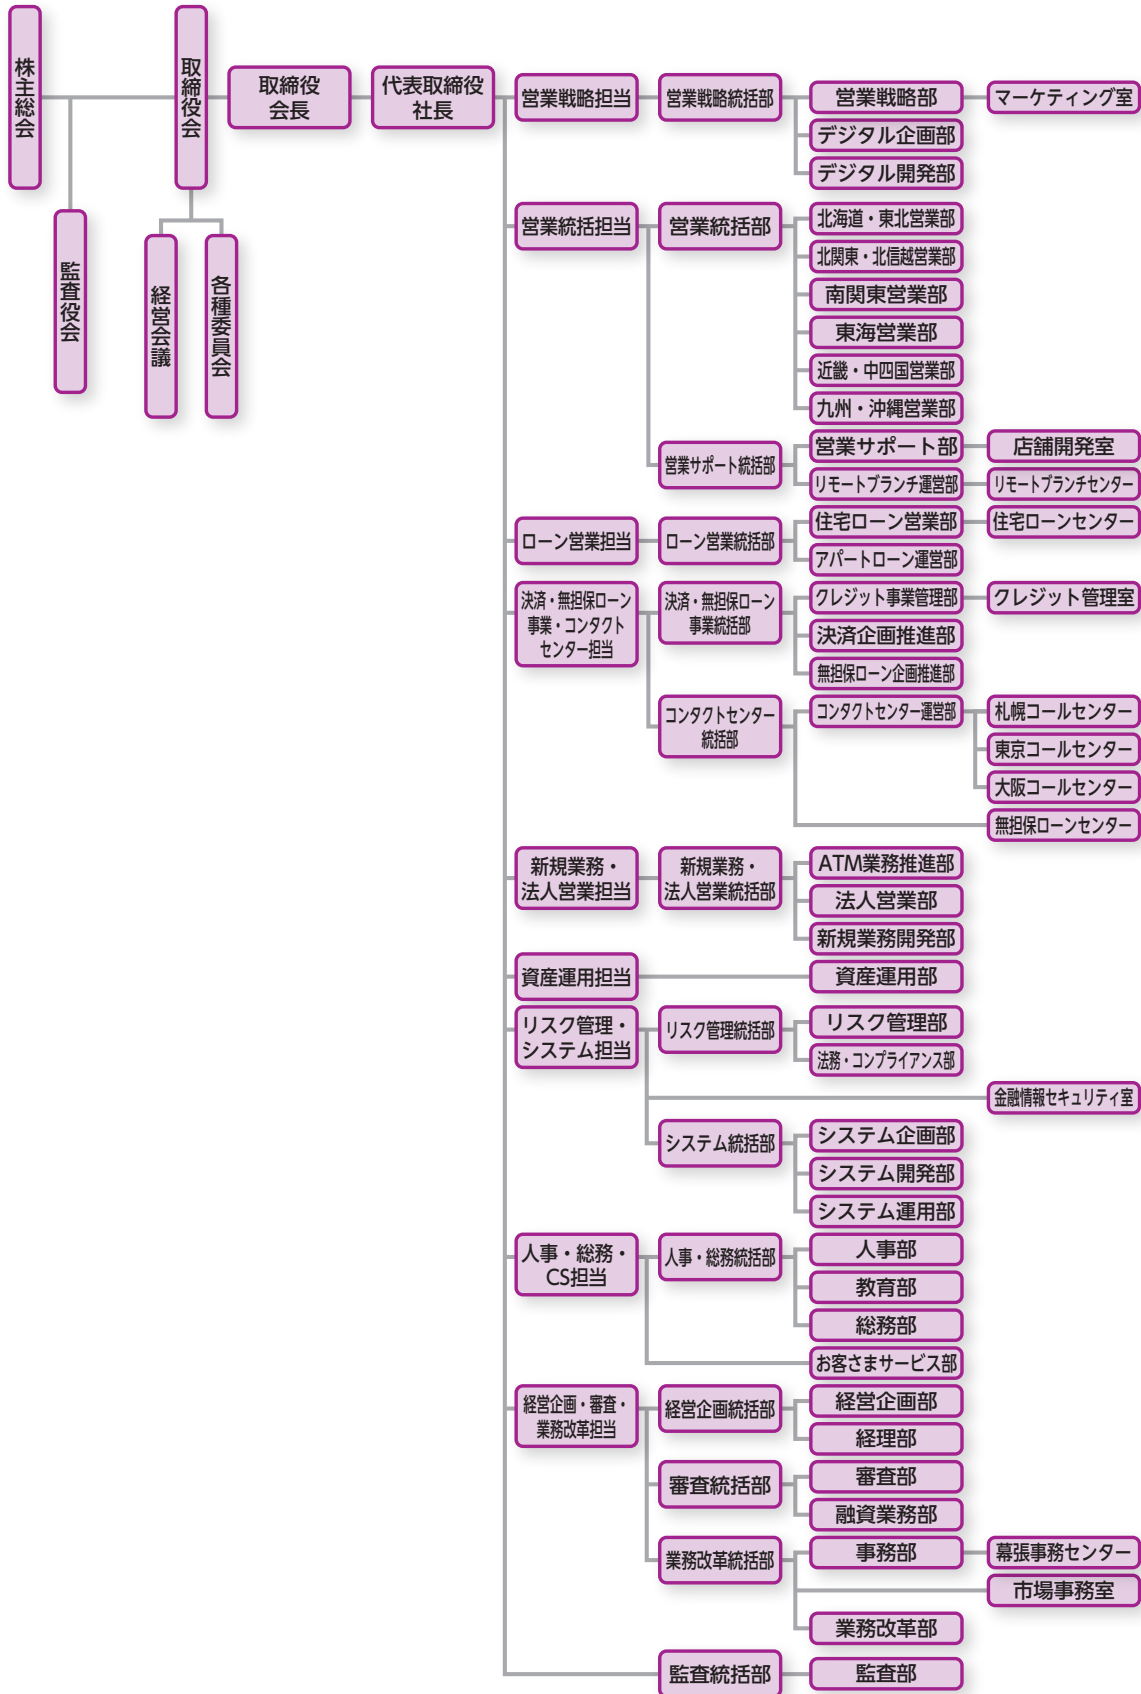 株主総会
監査役会
取締役会
経営会議
各種委員会
取締役
会長
代表取締役
社長
営業戦略担当
営業戦略統括部
営業戦略部
マーケティング室
デジタル企画部
デジタル開発部
営業統括担当
営業統括部
北海道・東北営業部
北関東・北信越営業部
南関東営業部
東海営業部
近畿・中四国営業部
九州・沖縄営業部
営業サポート統括部
営業サポート部
店舗開発室
リモートブランチ運営部
リモートブランチセンター
ローン営業担当
ローン営業統括部
住宅ローン営業部
住宅ローンセンター
アパートローン運営部
決済・無担保ローン
事業・コンタクト
センター担当
決済・無担保ローン
事業統括部
クレジット事業管理部
クレジット管理室
決済企画推進部
無担保ローン企画推進部
コンタクトセンター
統括部
コンタクトセンター運営部
札幌コールセンター
東京コールセンター
大阪コールセンター
無担保ローンセンター
新規業務・
法人営業担当
新規業務・
法人営業統括部
ATM業務推進部
法人営業部
新規業務開発部
資産運用担当
資産運用部
リスク管理・
システム担当
リスク管理統括部
リスク管理部
法務・コンプライアンス部
金融情報セキュリティ室
システム統括部
システム企画部
システム開発部
システム運用部
人事・総務・
CS担当
人事・総務統括部
人事部
教育部
総務部
お客さまサービス部
経営企画・審査・
業務改革担当
経営企画統括部
経営企画部
経理部
審査統括部
審査部
融資業務部
業務改革統括部
事務部
幕張事務センター
市場事務室
業務改革部
監査統括部
監査部